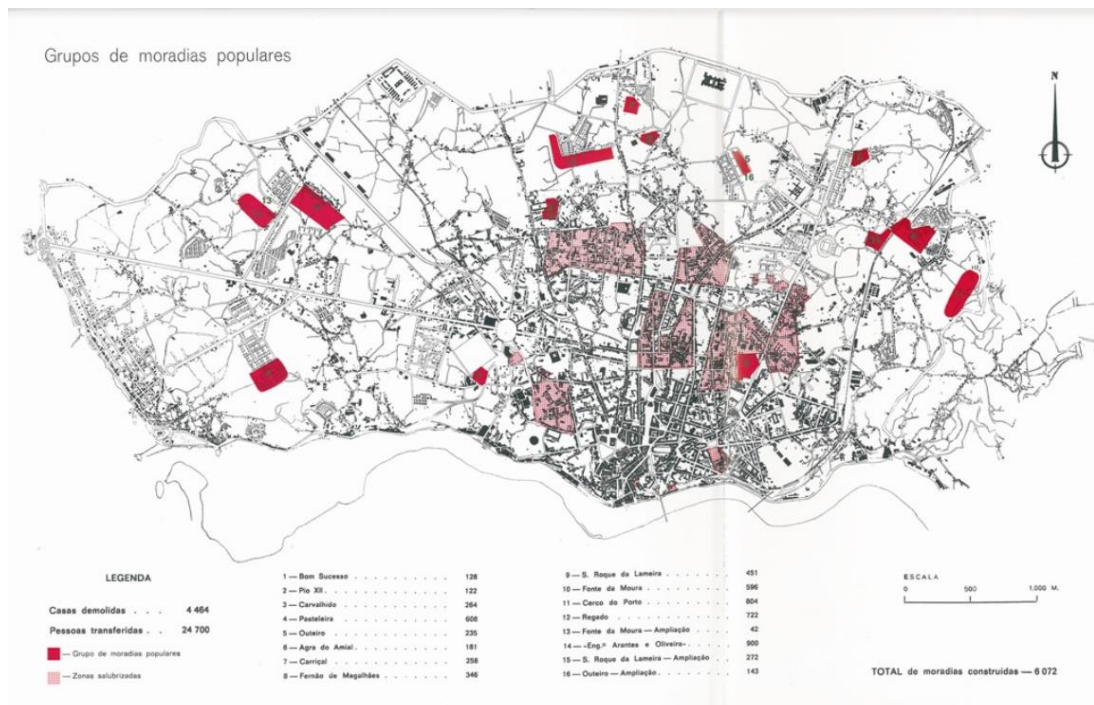 Grupos de moradias populares
N
13
16
LEGENDA
Casas demolidas . . . 4 464
Pessoas transferidas . . 24 700
— Grupo de moradias populares
— Zonas salubrizadas
1 — Bom Sucesso . . . . . . . . . . 128
2 — Pio XII . . . . . . . . . . . 122
3 — Carvalhido . . . . . . . . . . 264
4 — Pasteleira . . . . . . . . . . 608
5 — Outeiro . . . . . . . . . . . 235
6 — Agra do Amial . . . . . . . . . 181
7 — Carriçal . . . . . . . . . . . 258
8 — Fernão de Magalhães . . . . . . . 346
9 — S. Roque da Lameira . . . . . . . 451
10 — Fonte da Moura . . . . . . . . . 596
11 — Cerco do Porto . . . . . . . . . 804
12 — Regado . . . . . . . . . . . 722
13 — Fonte da Moura — Ampliação . . . . 42
14 — «Eng.º Arantes e Oliveira» . . . . . 900
15 — S. Roque da Lameira — Ampliação . . 272
16 — Outeiro — Ampliação . . . . . . . 143
ESCALA
0 500 1.000 M.
TOTAL de moradias construídas — 6 072